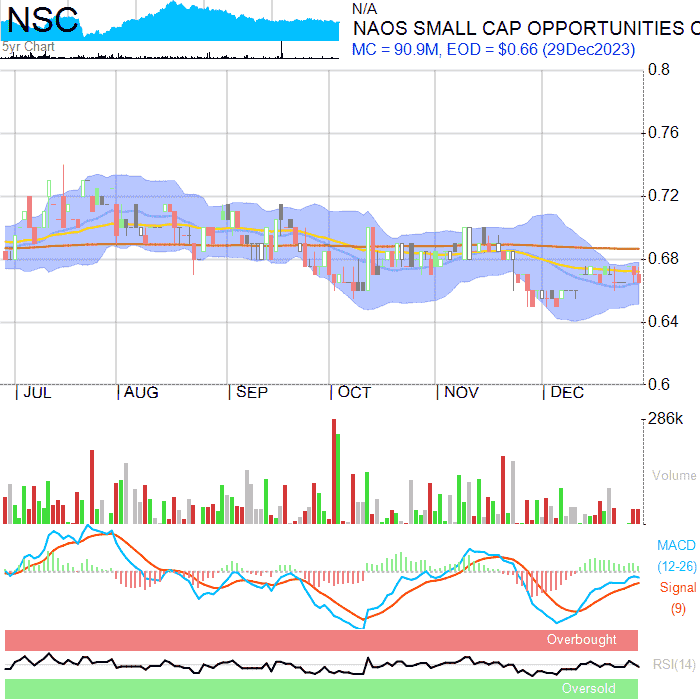 NSC
5yr Chart
N/A
NAOS SMALL CAP OPPORTUNITIES C
MC = 90.9M, EOD = $0.66 (29Dec2023)
0.8
0.76
0.72
0.68
0.64
0.6
JUL AUG SEP OCT NOV DEC
286k
Volume
MACD
(12-26)
Signal
(9)
Overbought
RSI(14)
Oversold